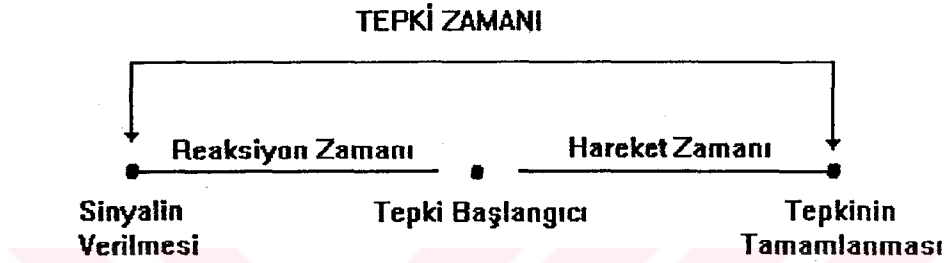 TEPKİ ZAMANI
Reaksiyon Zamanı
Hareket Zamanı
Sinyalin
Verilmesi
Tepki Başlangıcı
Tepkinin
Tamamlanması